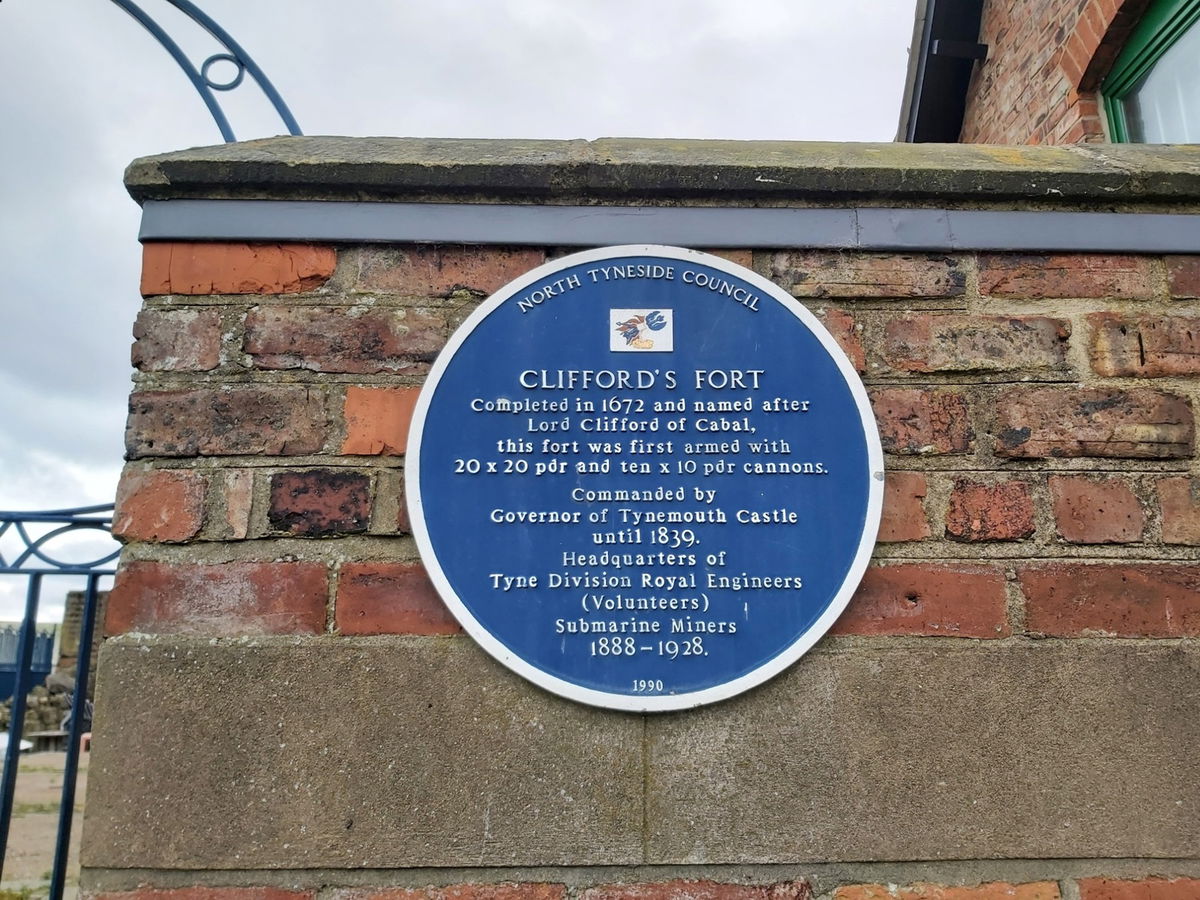 NORTH TYNESIDE COUNCIL
CLIFFORD'S FORT
Completed in 1672 and named after
Lord Clifford of Cabal,
this fort was first armed with
20 x 20 pdr and ten x 10 pdr cannons.
Commanded by
Governor of Tynemouth Castle
until 1839.
Headquarters of
Tyne Division Royal Engineers
(Volunteers)
Submarine Miners
1888 – 1928.
1990